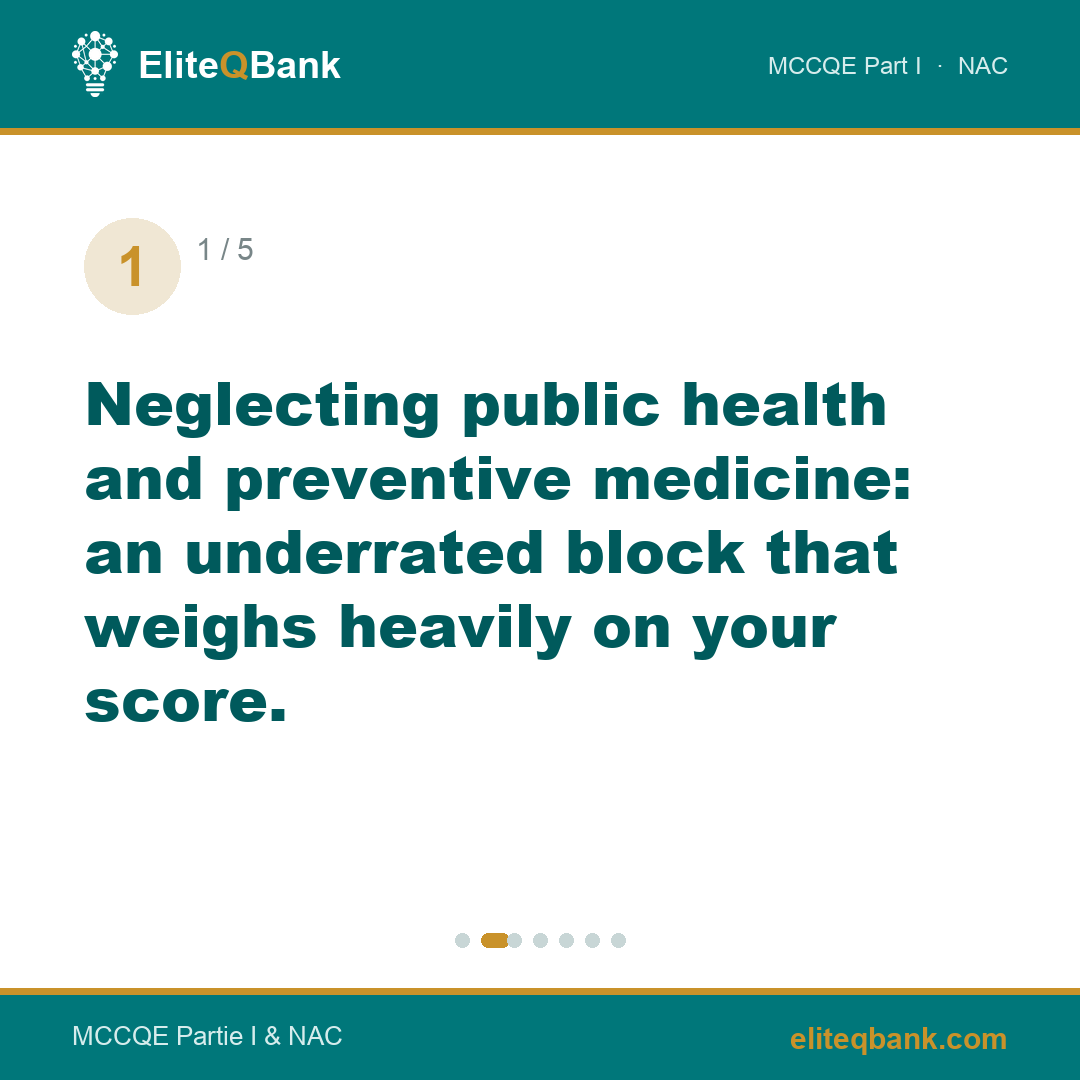 EliteQBank
MCCQE Part I · NAC
1
1 / 5
Neglecting public health
and preventive medicine:
an underrated block that
weighs heavily on your
score.
MCCQE Partie I & NAC
eliteqbank.com